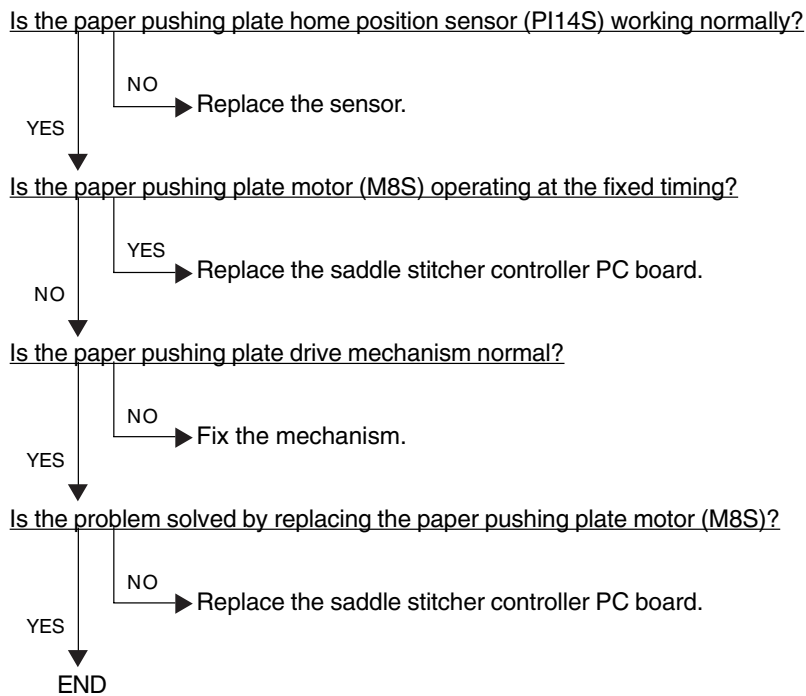 Is the paper pushing plate home position sensor (PI14S) working normally?
NO
Replace the sensor.
YES
Is the paper pushing plate motor (M8S) operating at the fixed timing?
YES
Replace the saddle stitcher controller PC board.
NO
Is the paper pushing plate drive mechanism normal?
NO
Fix the mechanism.
YES
Is the problem solved by replacing the paper pushing plate motor (M8S)?
NO
Replace the saddle stitcher controller PC board.
YES
END